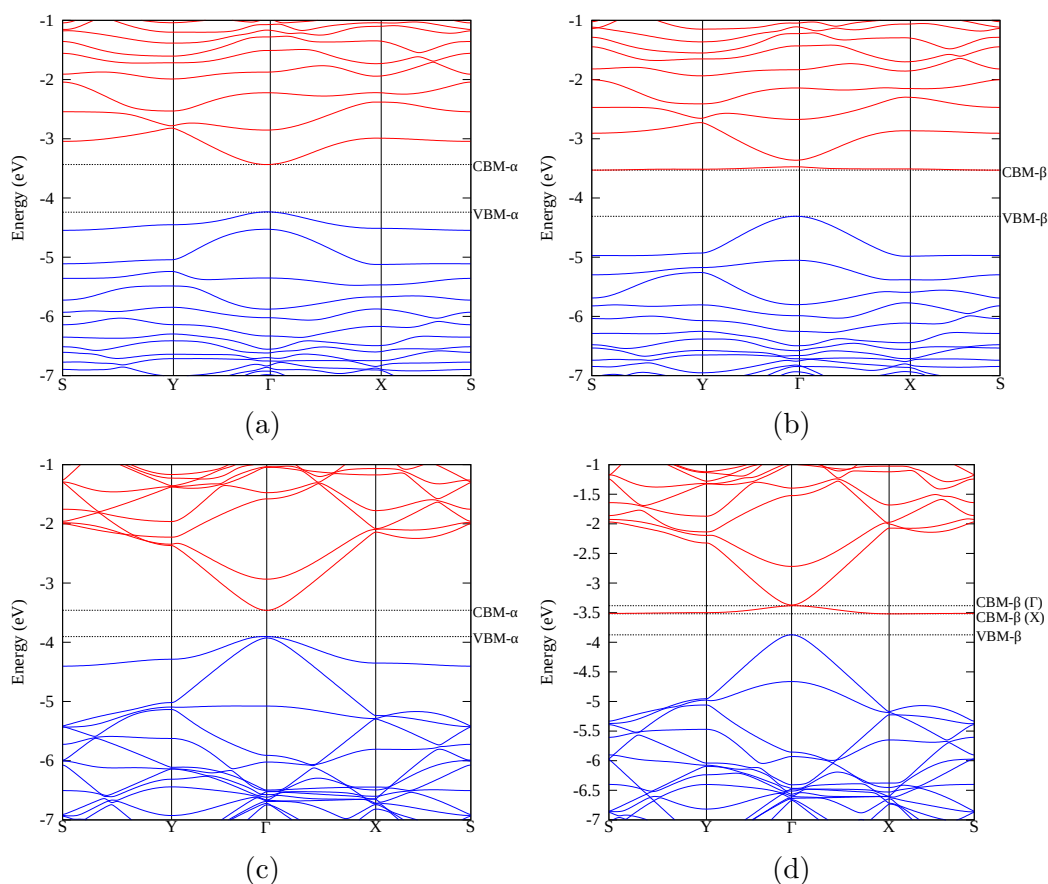 -1
-2
-3
-4
-5
-6
-7
Energy (eV)
CBM-α
VBM-α
S Y Γ X S
(a)
-1
-2
-3
-4
-5
-6
-7
Energy (eV)
CBM-β
VBM-β
S Y Γ X S
(b)
-1
-2
-3
-4
-5
-6
-7
Energy (eV)
CBM-α
VBM-α
S Y Γ X S
(c)
-1
-1.5
-2
-2.5
-3
-3.5
-4
-4.5
-5
-5.5
-6
-6.5
-7
Energy (eV)
CBM-β (Γ)
CBM-β (X)
VBM-β
S Y Γ X S
(d)